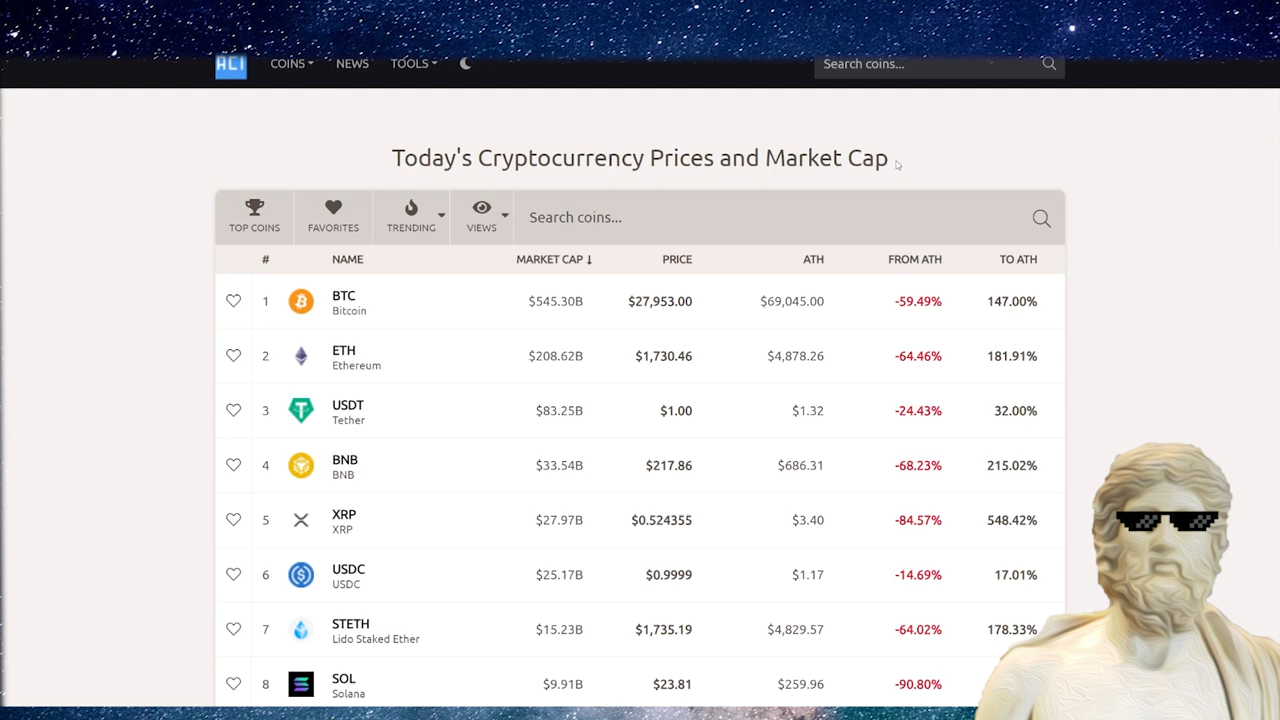 ACI COINS NEWS TOOLS Search coins...
Today's Cryptocurrency Prices and Market Cap
TOP COINS FAVORITES TRENDING VIEWS Search coins...
# NAME MARKET CAP ↓ PRICE ATH FROM ATH TO ATH
1 BTC $545.30B $27,953.00 $69,045.00 -59.49% 147.00%
Bitcoin
2 ETH $208.62B $1,730.46 $4,878.26 -64.46% 181.91%
Ethereum
3 USDT $83.25B $1.00 $1.32 -24.43% 32.00%
Tether
4 BNB $33.54B $217.86 $686.31 -68.23% 215.02%
BNB
5 XRP $27.97B $0.524355 $3.40 -84.57% 548.42%
XRP
6 USDC $25.17B $0.9999 $1.17 -14.69% 17.01%
USDC
7 STETH $15.23B $1,735.19 $4,829.57 -64.02% 178.33%
Lido Staked Ether
8 SOL $9.91B $23.81 $259.96 -90.80%
Solana